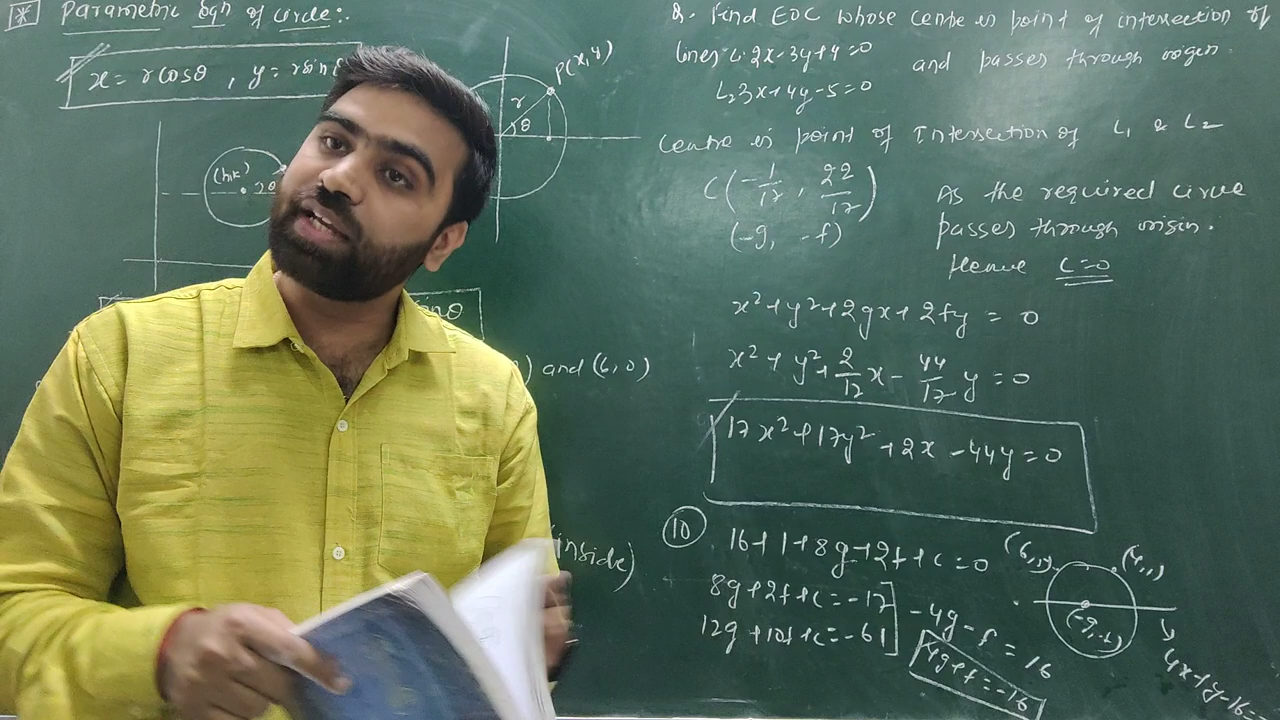 * Parametric Eqn of circle:-
x = r cosθ , y = r sin
P(x,y)
r
θ
(h,k)
nθ
) and (6,0)
inside)
Q. Find EOC whose centre is point of intersection of
lines L: 2x-3y+4=0 and passes through origin.
L2 3x+4y-5=0
Centre is point of Intersection of L1 & L2
C(-1/17, 22/17)
(-g, -f)
As the required circle
passes through origin.
Hence C=0
x²+y²+2gx+2fy = 0
x²+y²+2/17x-44/17y=0
17x²+17y²+2x-44y=0
10 16+1+8g+2f+c=0
8g+2f+c=-17
12g+10f+c=-61
-4g-f=16
4g+f=-16
(4,1)
(-g,-f)
4x+y-16=